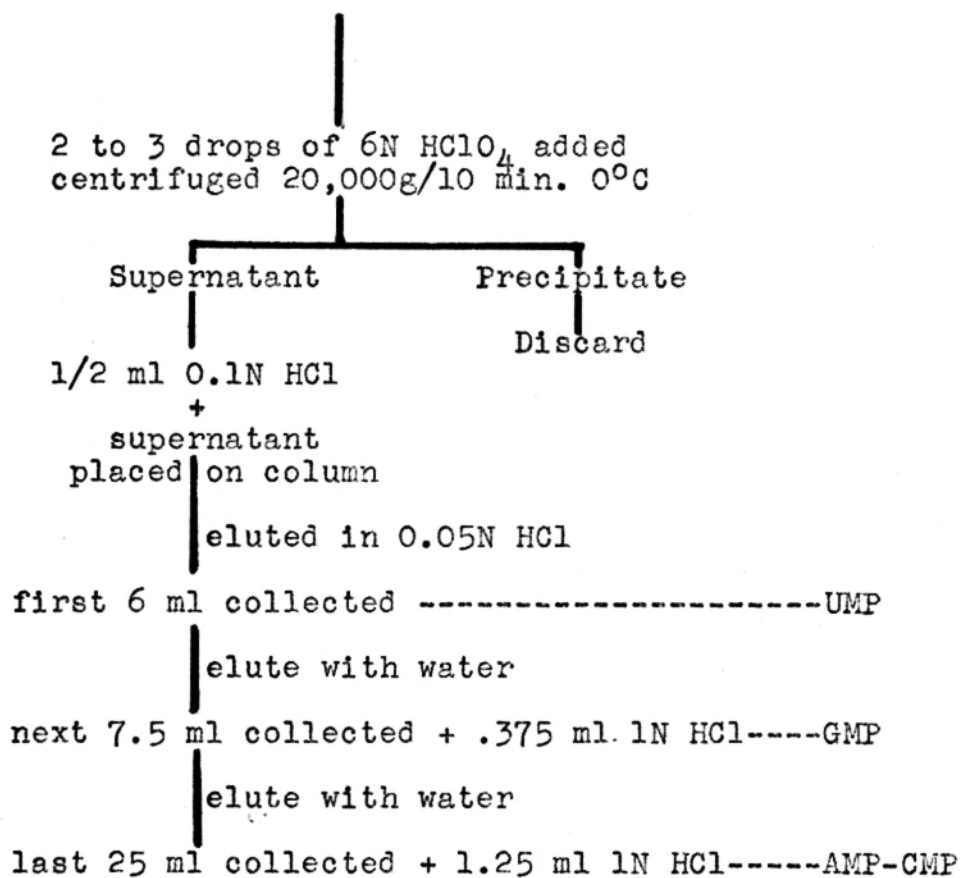 2 to 3 drops of 6N HClO₄ added
centrifuged 20,000g/10 min. 0°C
Supernatant Precipitate
Discard
1/2 ml 0.1N HCl
+
supernatant
placed on column
eluted in 0.05N HCl
first 6 ml collected ----------------------UMP
elute with water
next 7.5 ml collected + .375 ml. 1N HCl----GMP
elute with water
last 25 ml collected + 1.25 ml 1N HCl-----AMP-CMP